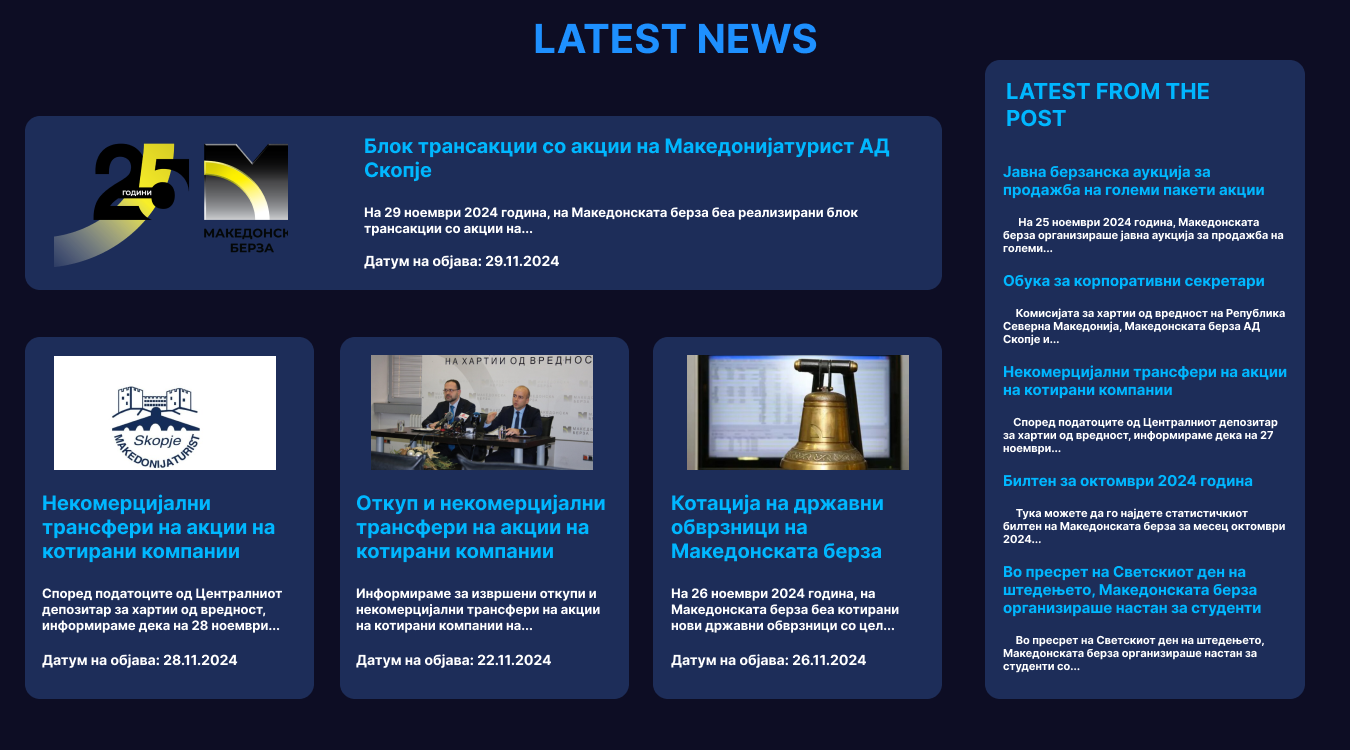 LATEST NEWS
25
ГОДИНИ
МАКЕДОНСК
БЕРЗА
Блок трансакции со акции на Македонијатурист АД
Скопје
На 29 ноември 2024 година, на Македонската берза беа реализирани блок
трансакции со акции на...
Датум на објава: 29.11.2024
Skopje
MAKEDONIJATURIST
Некомерцијални
трансфери на акции на
котирани компании
Според податоците од Централниот
депозитар за хартии од вредност,
информираме дека на 28 ноември...
Датум на објава: 28.11.2024
НА ХАРТИИ ОД ВРЕДНОС
Откуп и некомерцијални
трансфери на акции на
котирани компании
Информираме за извршени откупи и
некомерцијални трансфери на акции
на котирани компании на...
Датум на објава: 22.11.2024
Котација на државни
обврзници на
Македонската берза
На 26 ноември 2024 година, на
Македонската берза беа котирани
нови државни обврзници со цел...
Датум на објава: 26.11.2024
LATEST FROM THE
POST
Јавна берзанска аукција за
продажба на големи пакети акции
На 25 ноември 2024 година, Македонската
берза организираше јавна аукција за продажба на
големи...
Обука за корпоративни секретари
Комисијата за хартии од вредност на Република
Северна Македонија, Македонската берза АД
Скопје и...
Некомерцијални трансфери на акции
на котирани компании
Според податоците од Централниот депозитар
за хартии од вредност, информираме дека на 27
ноември...
Билтен за октомври 2024 година
Тука можете да го најдете статистичкиот
билтен на Македонската берза за месец октомври
2024...
Во пресрет на Светскиот ден на
штедењето, Македонската берза
организираше настан за студенти
Во пресрет на Светскиот ден на штедењето,
Македонската берза организираше настан за
студенти со...